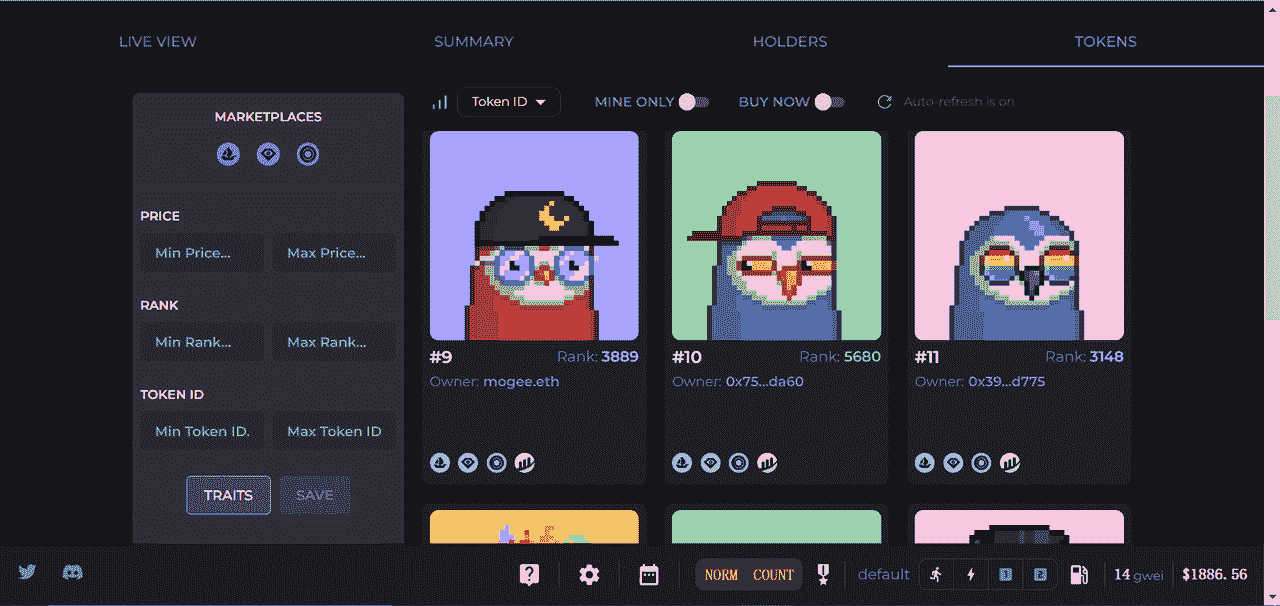 LIVE VIEW SUMMARY HOLDERS TOKENS
Token ID MINE ONLY BUY NOW Auto-refresh is on
MARKETPLACES
PRICE
Min Price... Max Price...
RANK
Min Rank... Max Rank...
TOKEN ID
Min Token ID. Max Token ID
TRAITS SAVE
#9 Rank: 3889
Owner: mogee.eth
#10 Rank: 5680
Owner: 0x75...da60
#11 Rank: 3148
Owner: 0x39...d775
NORM COUNT default 1 2 14 gwei $1886.56